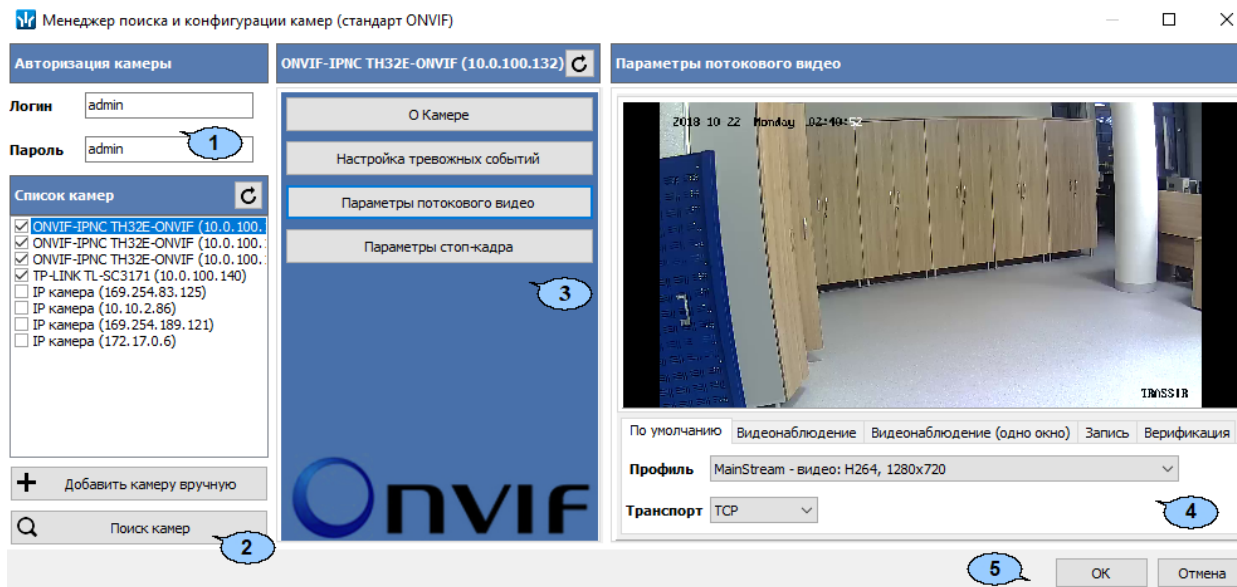 Менеджер поиска и конфигурации камер (стандарт ONVIF)
Авторизация камеры
Логин admin
Пароль admin
1
Список камер
ONVIF-IPNC TH32E-ONVIF (10.0.100.
ONVIF-IPNC TH32E-ONVIF (10.0.100.
ONVIF-IPNC TH32E-ONVIF (10.0.100.
TP-LINK TL-SC3171 (10.0.100.140)
IP камера (169.254.83.125)
IP камера (10.10.2.86)
IP камера (169.254.189.121)
IP камера (172.17.0.6)
Добавить камеру вручную
Поиск камер
2
ONVIF-IPNC TH32E-ONVIF (10.0.100.132)
О Камере
Настройка тревожных событий
Параметры потокового видео
Параметры стоп-кадра
3
ONVIF
Параметры потокового видео
2018 10 22 Monday 02:40:52
TRASSIR
По умолчанию Видеонаблюдение Видеонаблюдение (одно окно) Запись Верификация
Профиль MainStream - видео: H264, 1280x720
Транспорт TCP
4
5
OK Отмена